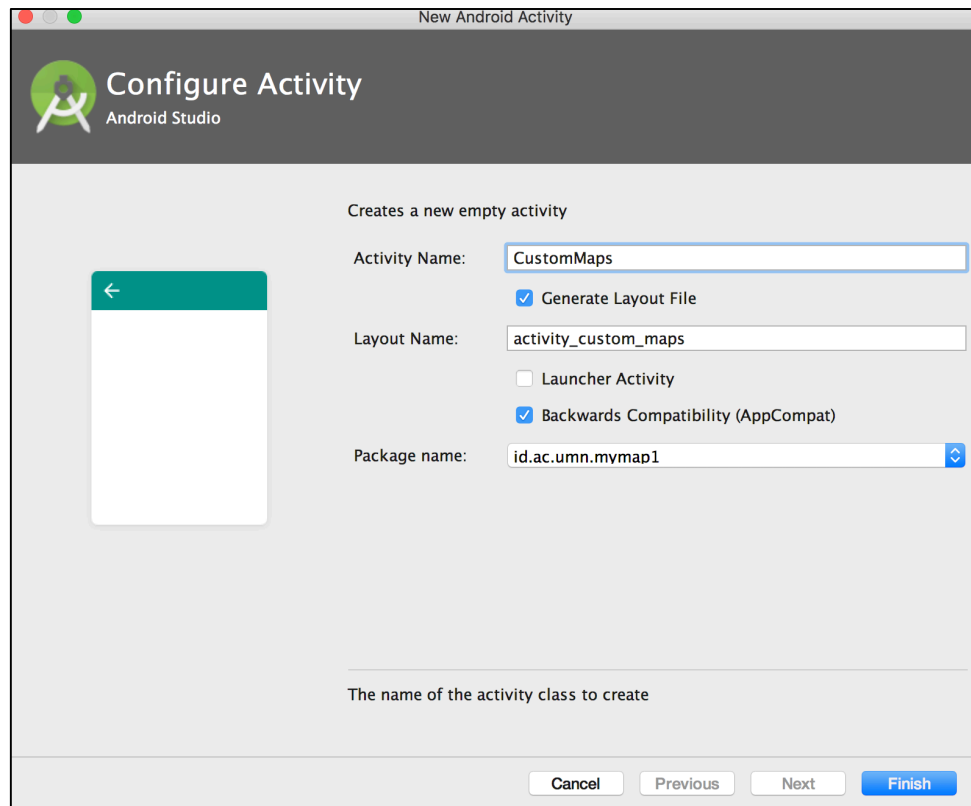 New Android Activity
Configure Activity
Android Studio
Creates a new empty activity
Activity Name: CustomMaps
Generate Layout File
Layout Name: activity_custom_maps
Launcher Activity
Backwards Compatibility (AppCompat)
Package name: id.ac.umn.mymap1
The name of the activity class to create
Cancel Previous Next Finish